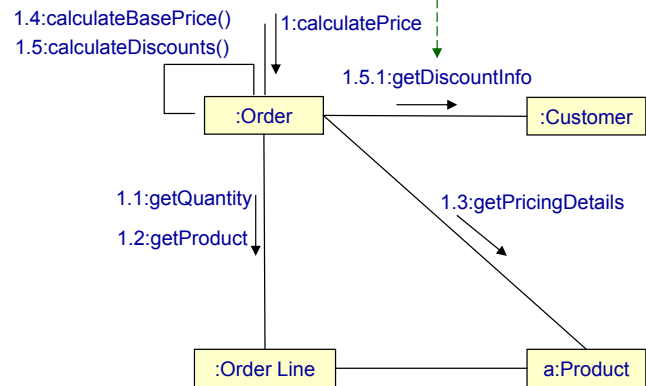 1.4:calculateBasePrice()
1:calculatePrice
1.5:calculateDiscounts()
1.5.1:getDiscountInfo
:Order
:Customer
1.1:getQuantity
1.3:getPricingDetails
1.2:getProduct
:Order Line
a:Product